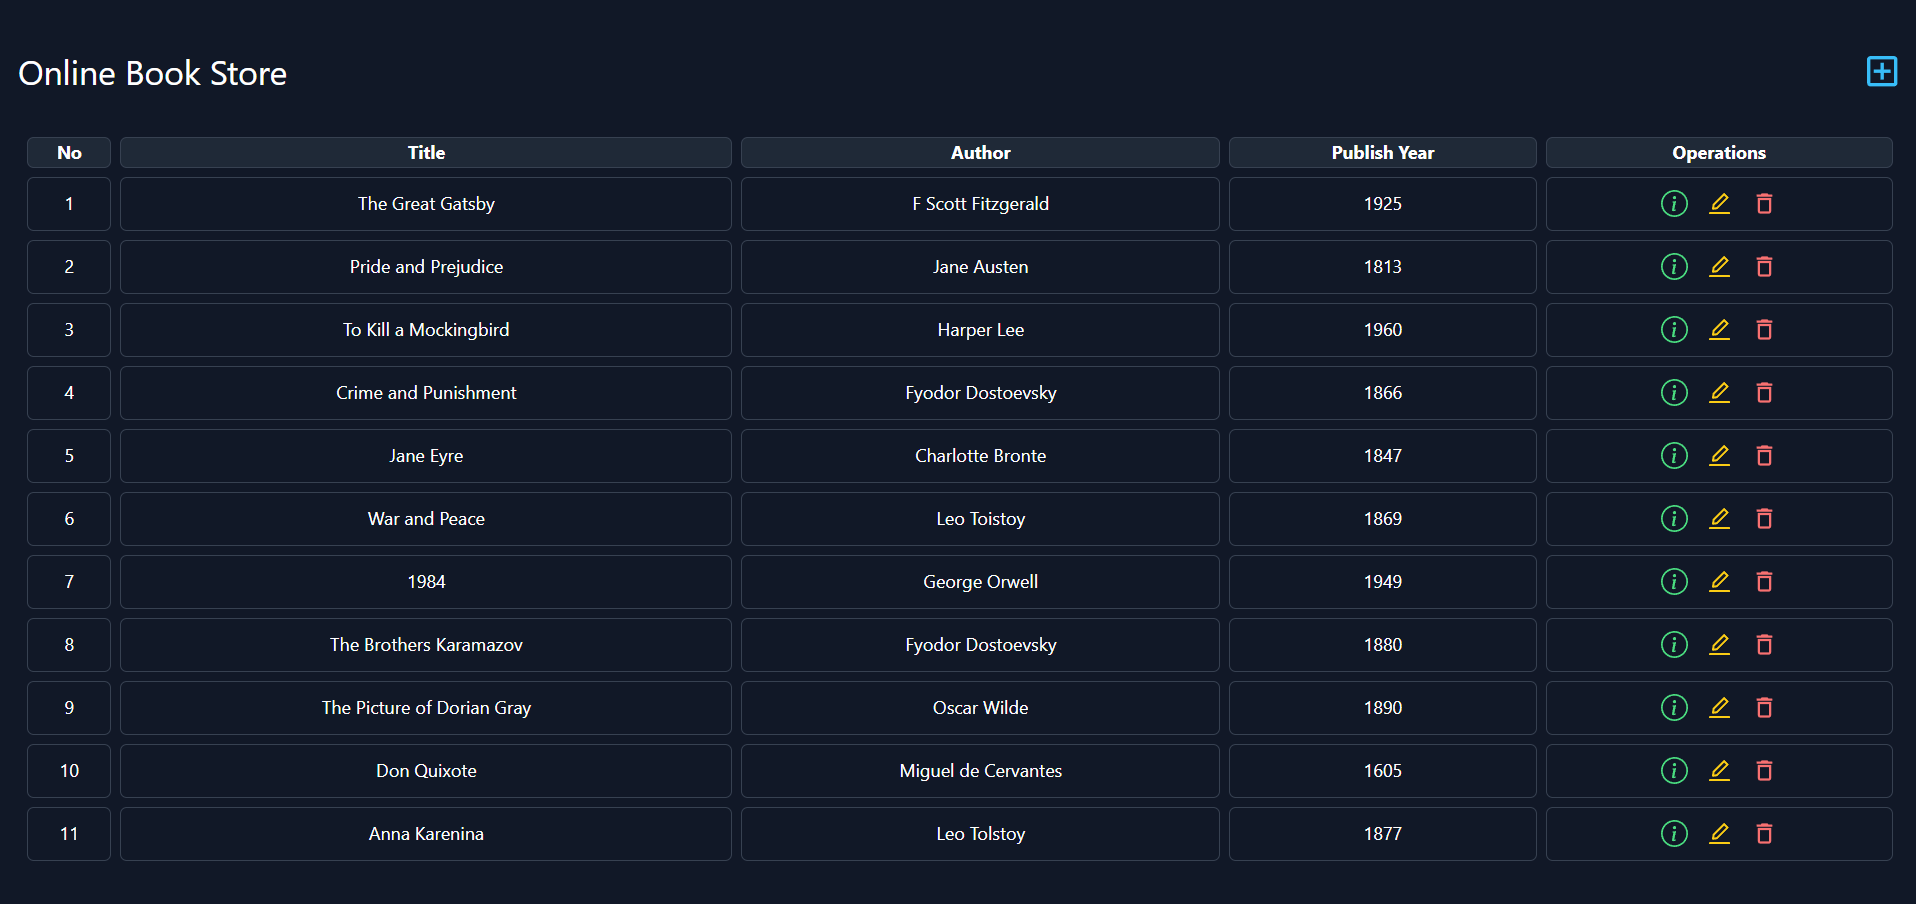 Online Book Store
No Title Author Publish Year Operations
1 The Great Gatsby F Scott Fitzgerald 1925
2 Pride and Prejudice Jane Austen 1813
3 To Kill a Mockingbird Harper Lee 1960
4 Crime and Punishment Fyodor Dostoevsky 1866
5 Jane Eyre Charlotte Bronte 1847
6 War and Peace Leo Toistoy 1869
7 1984 George Orwell 1949
8 The Brothers Karamazov Fyodor Dostoevsky 1880
9 The Picture of Dorian Gray Oscar Wilde 1890
10 Don Quixote Miguel de Cervantes 1605
11 Anna Karenina Leo Tolstoy 1877